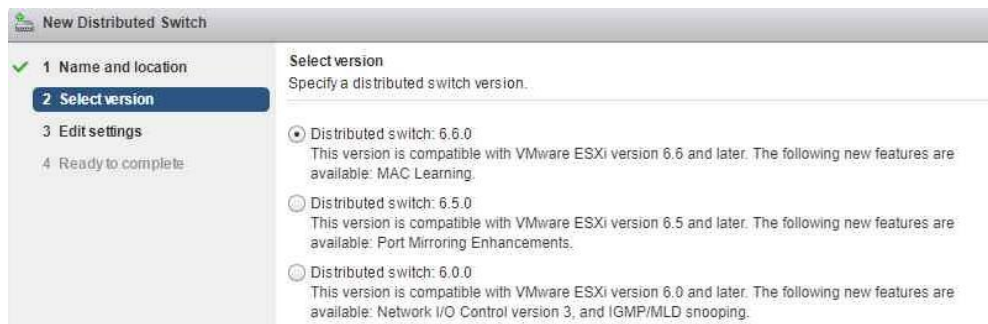 New Distributed Switch
1 Name and location
2 Select version
3 Edit settings
4 Ready to complete
Select version
Specify a distributed switch version.
Distributed switch: 6.6.0
This version is compatible with VMware ESXi version 6.6 and later. The following new features are
available: MAC Learning.
Distributed switch: 6.5.0
This version is compatible with VMware ESXi version 6.5 and later. The following new features are
available: Port Mirroring Enhancements.
Distributed switch: 6.0.0
This version is compatible with VMware ESXi version 6.0 and later. The following new features are
available: Network I/O Control version 3, and IGMP/MLD snooping.